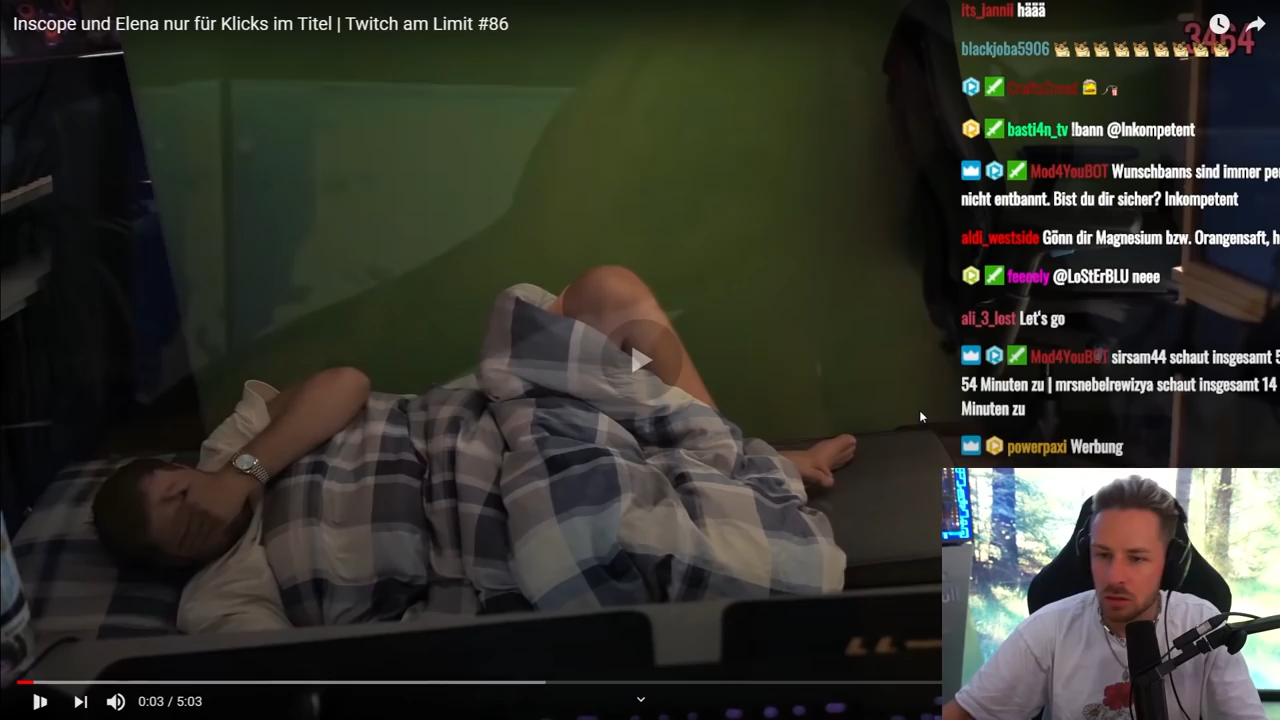 Inscope und Elena nur für Klicks im Titel | Twitch am Limit #86
its_jannii häää
3464
blackjoba5906
basti4n_tv !bann @Inkompetent
Mod4YouBOT Wunschbanns sind immer pe
nicht entbannt. Bist du dir sicher? Inkompetent
aldi_westside Gönn dir Magnesium bzw. Orangensaft, h
feeeely @LoStErBLU neee
ali_3_lost Let's go
Mod4YouBOT sirsam44 schaut insgesamt 5
54 Minuten zu | mrsnebelrewizya schaut insgesamt 14
Minuten zu
powerpaxi Werbung
0:03 / 5:03